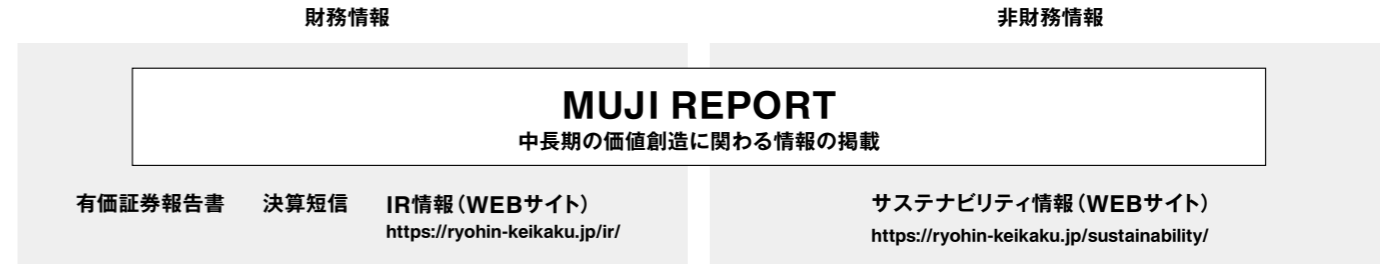 財務情報
非財務情報
MUJI REPORT
中長期の価値創造に関わる情報の掲載
有価証券報告書 決算短信 IR情報（WEBサイト）
https://ryohin-keikaku.jp/ir/
サステナビリティ情報（WEBサイト）
https://ryohin-keikaku.jp/sustainability/